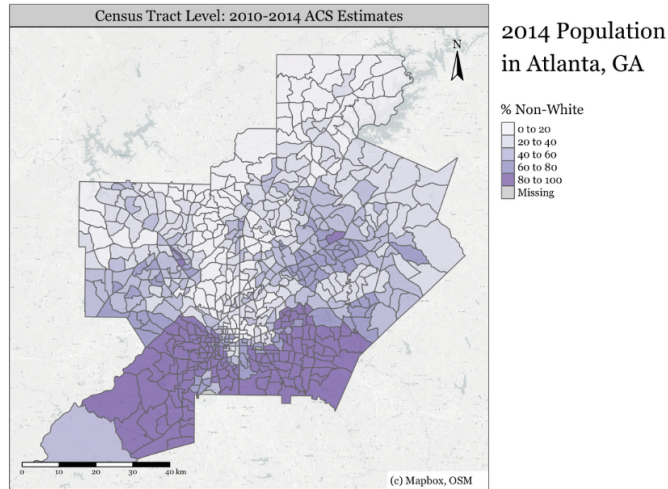 Census Tract Level: 2010-2014 ACS Estimates
2014 Population
in Atlanta, GA
N
% Non-White
0 to 20
20 to 40
40 to 60
60 to 80
80 to 100
Missing
0 10 20 30 40 km
(c) Mapbox, OSM